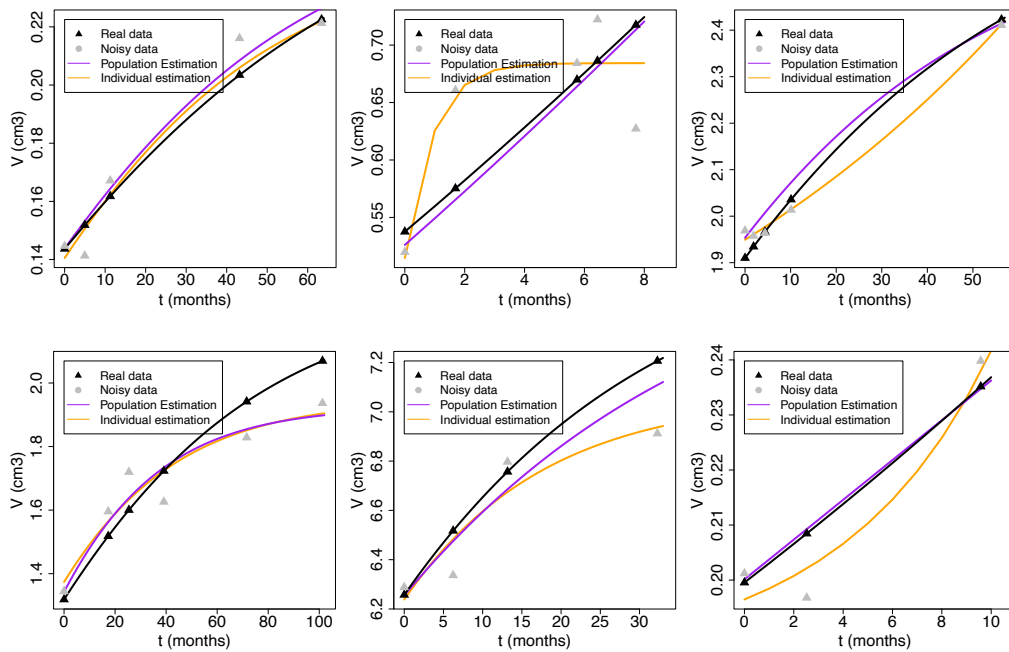 Real data
Noisy data
Population Estimation
Individual estimation
V (cm3)
0.14 0.16 0.18 0.20 0.22
0 10 20 30 40 50 60
t (months)
Real data
Noisy data
Population Estimation
Individual estimation
V (cm3)
0.55 0.60 0.65 0.70
0 2 4 6 8
t (months)
Real data
Noisy data
Population Estimation
Individual estimation
V (cm3)
1.9 2.0 2.1 2.2 2.3 2.4
0 10 20 30 40 50
t (months)
Real data
Noisy data
Population Estimation
Individual estimation
V (cm3)
1.4 1.6 1.8 2.0
0 20 40 60 80 100
t (months)
Real data
Noisy data
Population Estimation
Individual estimation
V (cm3)
6.2 6.4 6.6 6.8 7.0 7.2
0 5 10 15 20 25 30
t (months)
Real data
Noisy data
Population Estimation
Individual estimation
V (cm3)
0.20 0.21 0.22 0.23 0.24
0 2 4 6 8 10
t (months)